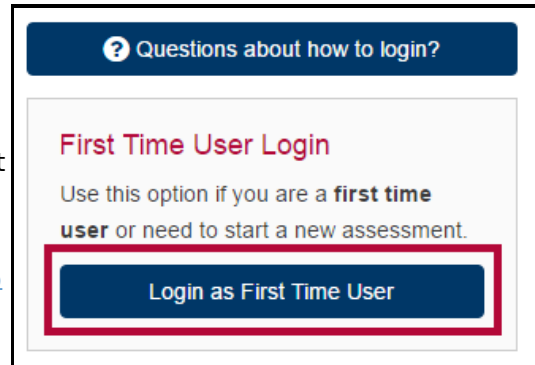 ? Questions about how to login?
First Time User Login
t
Use this option if you are a first time
user or need to start a new assessment.
Login as First Time User